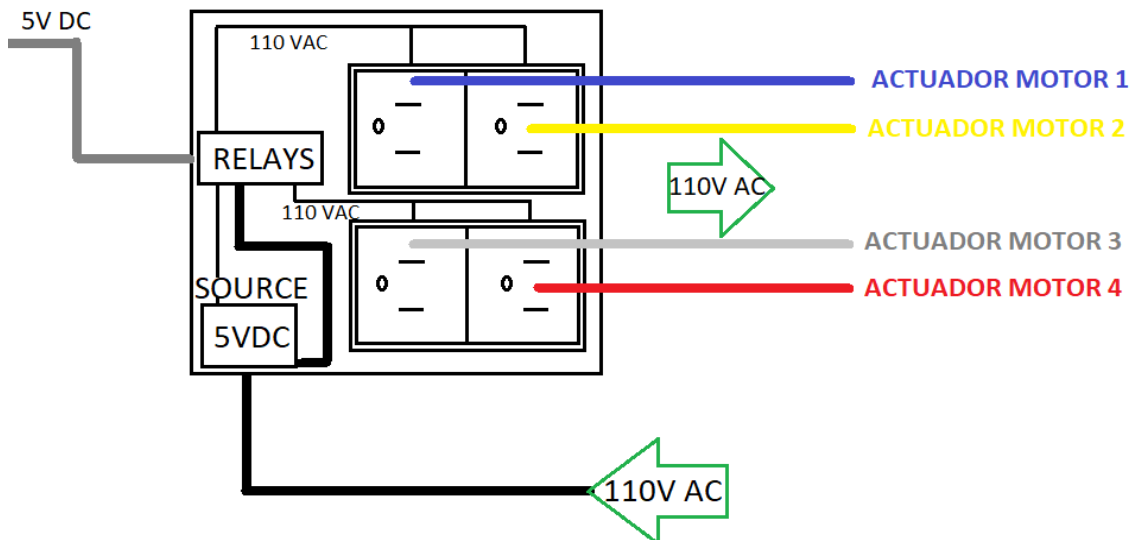 5V DC
110 VAC
ACTUADOR MOTOR 1
ACTUADOR MOTOR 2
RELAYS
110V AC
110 VAC
ACTUADOR MOTOR 3
SOURCE
ACTUADOR MOTOR 4
5VDC
110V AC